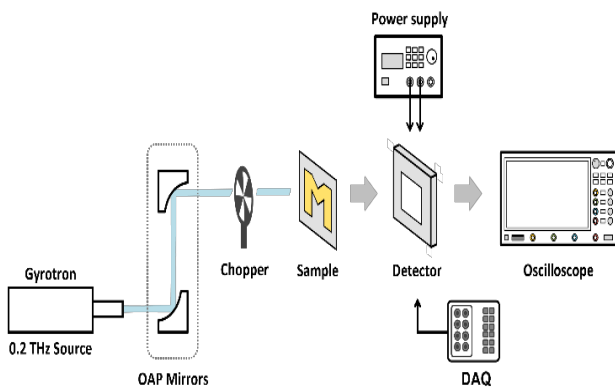 Power supply
M
Chopper
Sample
Detector
Oscilloscope
Gyrotron
0.2 THz Source
OAP Mirrors
DAQ